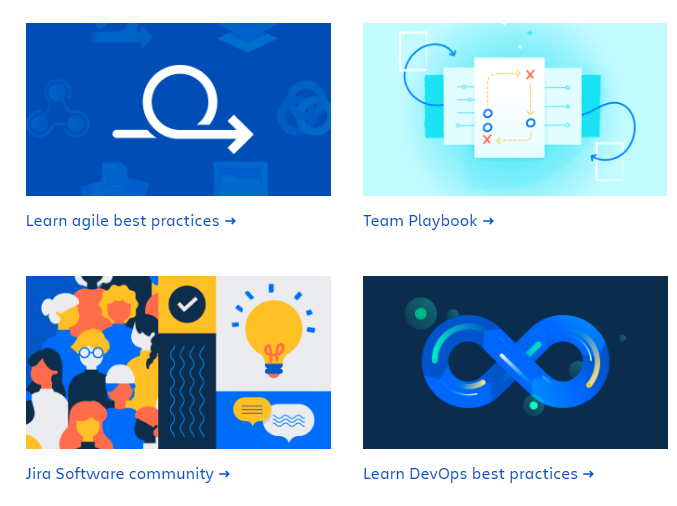 Learn agile best practices →
Team Playbook →
Jira Software community →
Learn DevOps best practices →